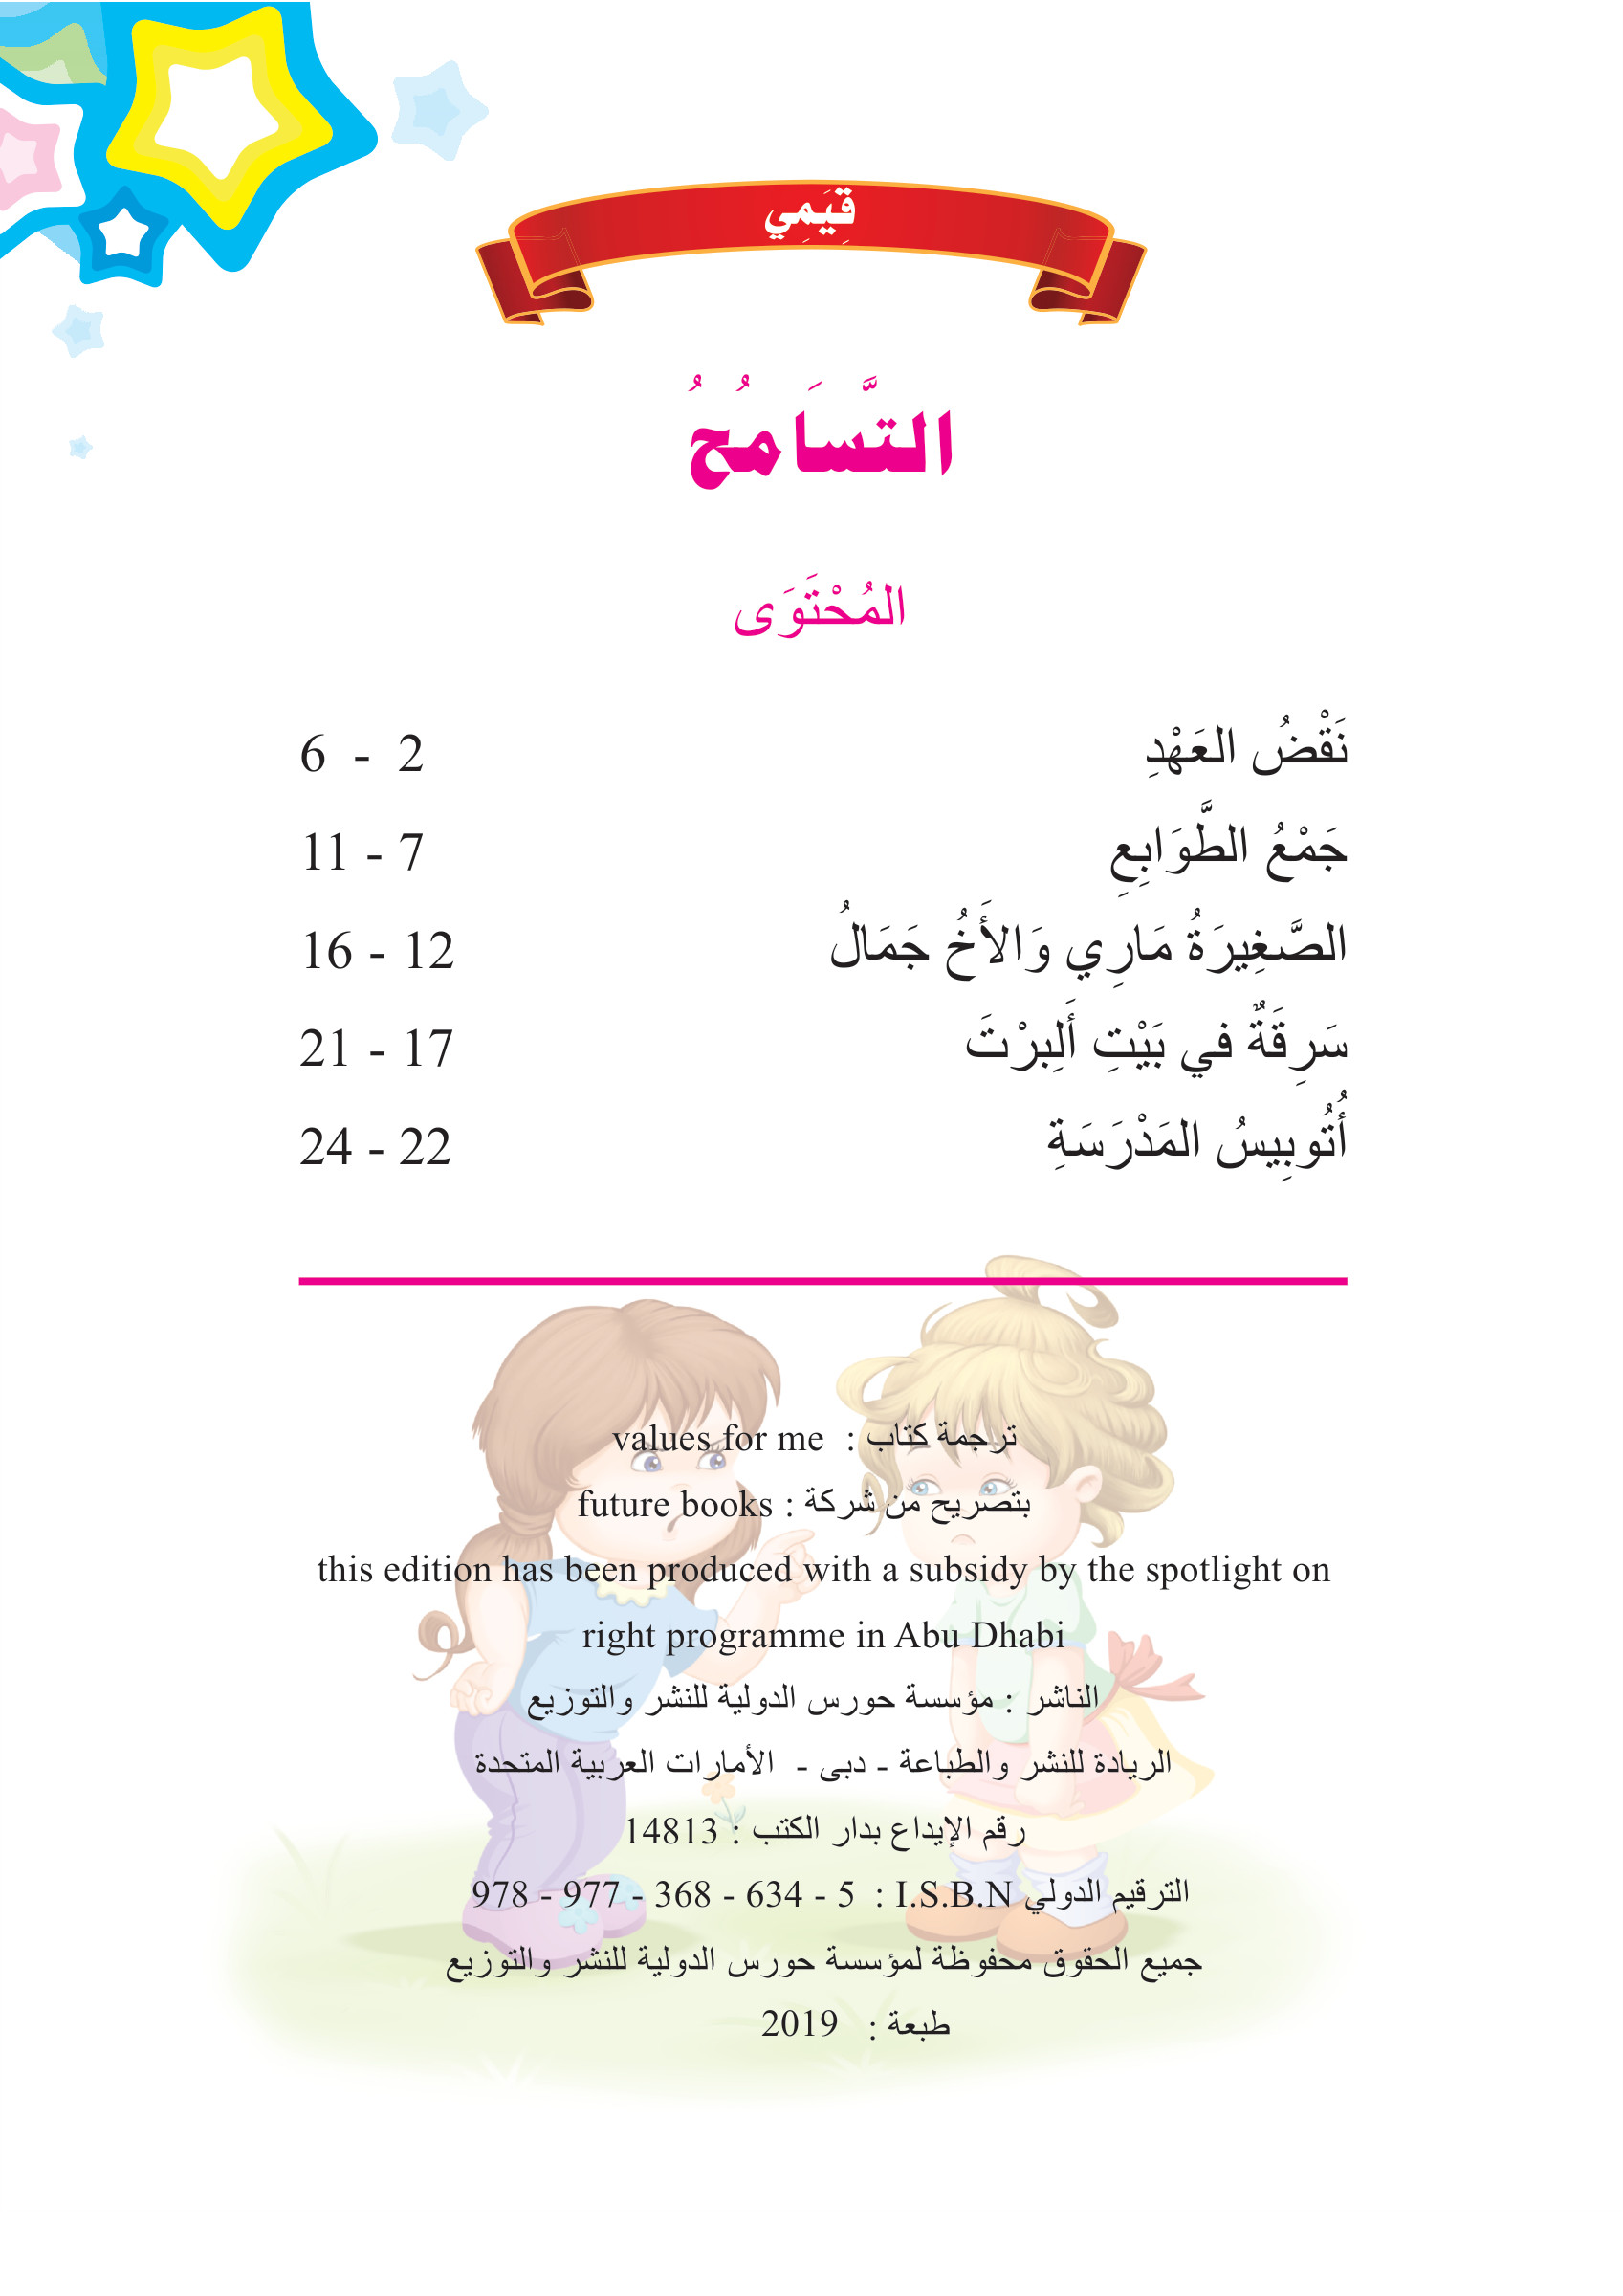 قِيَمِي
التَّسَامُحُ
المُحْتَوَى
نَقْضُ العَهْدِ 2 - 6
جَمْعُ الطَّوَابِعِ 7 - 11
الصَّغِيرَةُ مَارِي وَالأَخُ جَمَالُ 12 - 16
سَرِقَةٌ في بَيْتِ أَلِبرْتَ 17 - 21
أُتُوبِيسُ المَدْرَسَةِ 22 - 24
ترجمة كتاب : values for me
بتصريح من شركة : future books
this edition has been produced with a subsidy by the spotlight on
right programme in Abu Dhabi
الناشر : مؤسسة حورس الدولية للنشر والتوزيع
الريادة للنشر والطباعة - دبى - الأمارات العربية المتحدة
رقم الإيداع بدار الكتب : 14813
الترقيم الدولي I.S.B.N : 978 - 977 - 368 - 634 - 5
جميع الحقوق محفوظة لمؤسسة حورس الدولية للنشر والتوزيع
طبعة : 2019